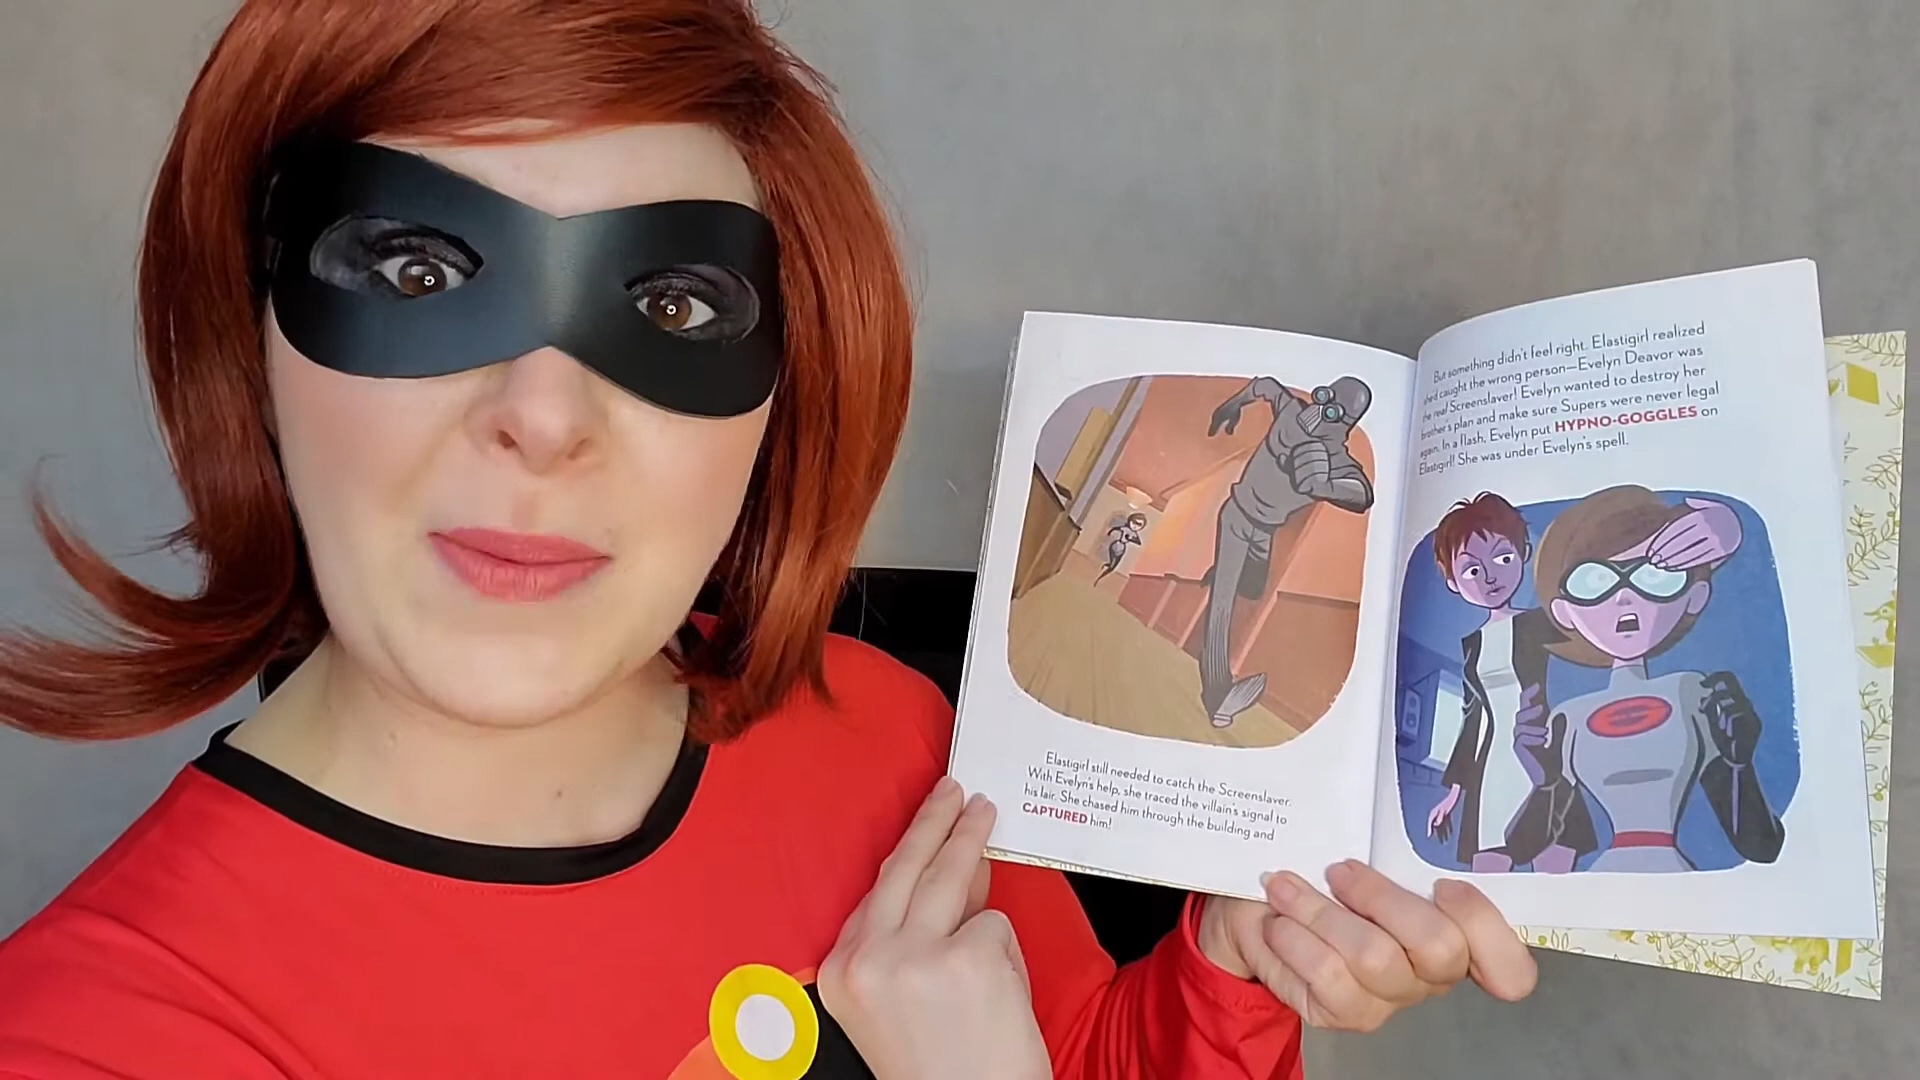 Elastigirl still needed to catch the Screenslaver.
With Evelyn's help, she traced the villain's signal to
his lair. She chased him through the building and
CAPTURED him!
But something didn't feel right. Elastigirl realized
she'd caught the wrong person—Evelyn Deavor was
the real Screenslaver! Evelyn wanted to destroy her
brother's plan and make sure Supers were never legal
again. In a flash, Evelyn put HYPNO-GOGGLES on
Elastigirl! She was under Evelyn's spell.